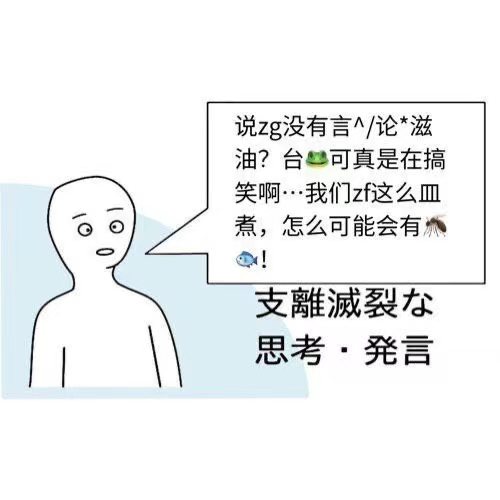 说zg没有言^/论*滋
油？台🐸可真是在搞
笑啊…我们zf这么皿
煮，怎么可能会有🦟
🐟！
支離滅裂な
思考・発言